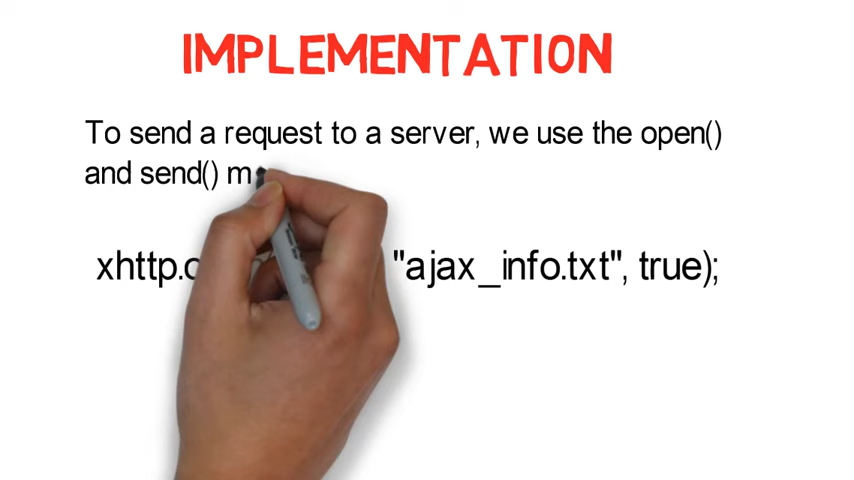 IMPLEMENTATION
To send a request to a server, we use the open()
and send() m
xhttp. "ajax_info.txt", true);